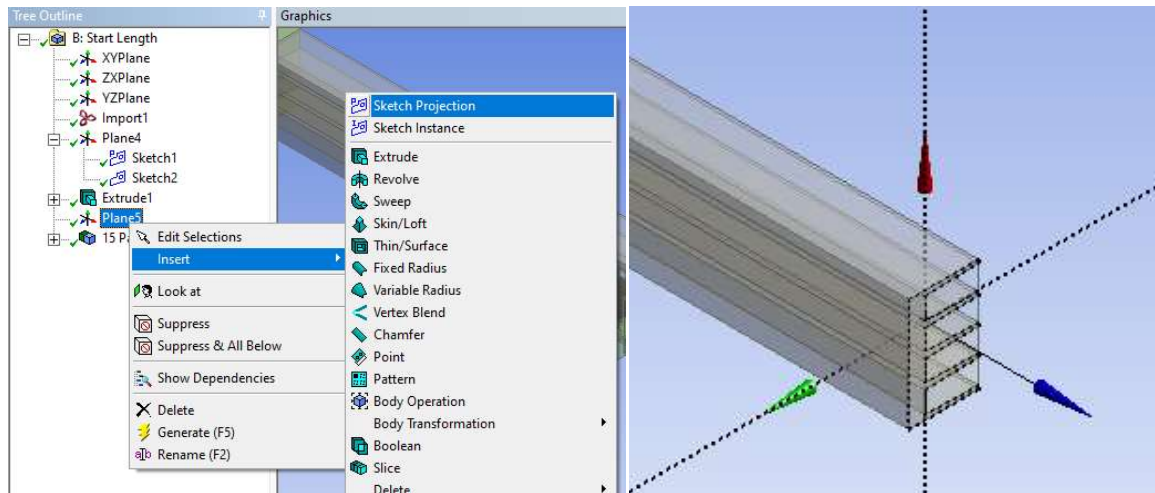 Tree Outline
Graphics
B: Start Length
XYPlane
ZXPlane
YZPlane
Import1
Plane4
Sketch1
Sketch2
Extrude1
Plane5
15 Pa
Edit Selections
Insert
Look at
Suppress
Suppress & All Below
Show Dependencies
Delete
Generate (F5)
Rename (F2)
Sketch Projection
Sketch Instance
Extrude
Revolve
Sweep
Skin/Loft
Thin/Surface
Fixed Radius
Variable Radius
Vertex Blend
Chamfer
Point
Pattern
Body Operation
Body Transformation
Boolean
Slice
Delete